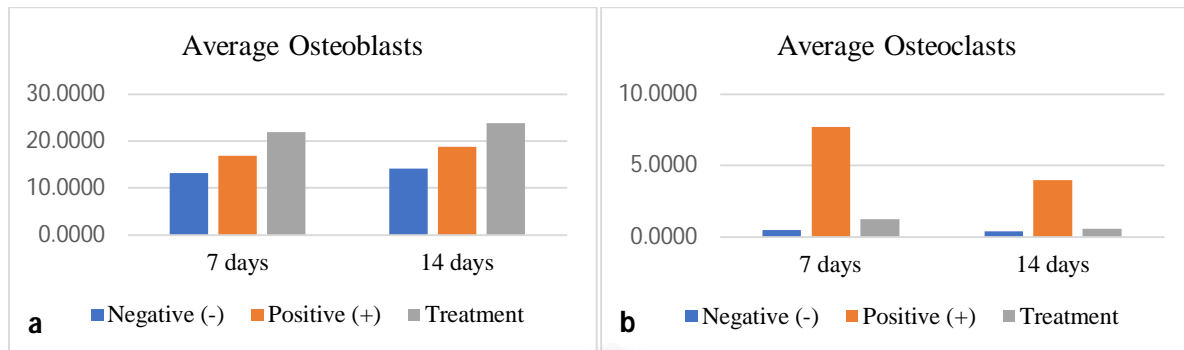 Average Osteoblasts
30.0000
20.0000
10.0000
0.0000
7 days
14 days
Negative (-)
Positive (+)
Treatment
a
Average Osteoclasts
10.0000
5.0000
0.0000
7 days
14 days
Negative (-)
Positive (+)
Treatment
b